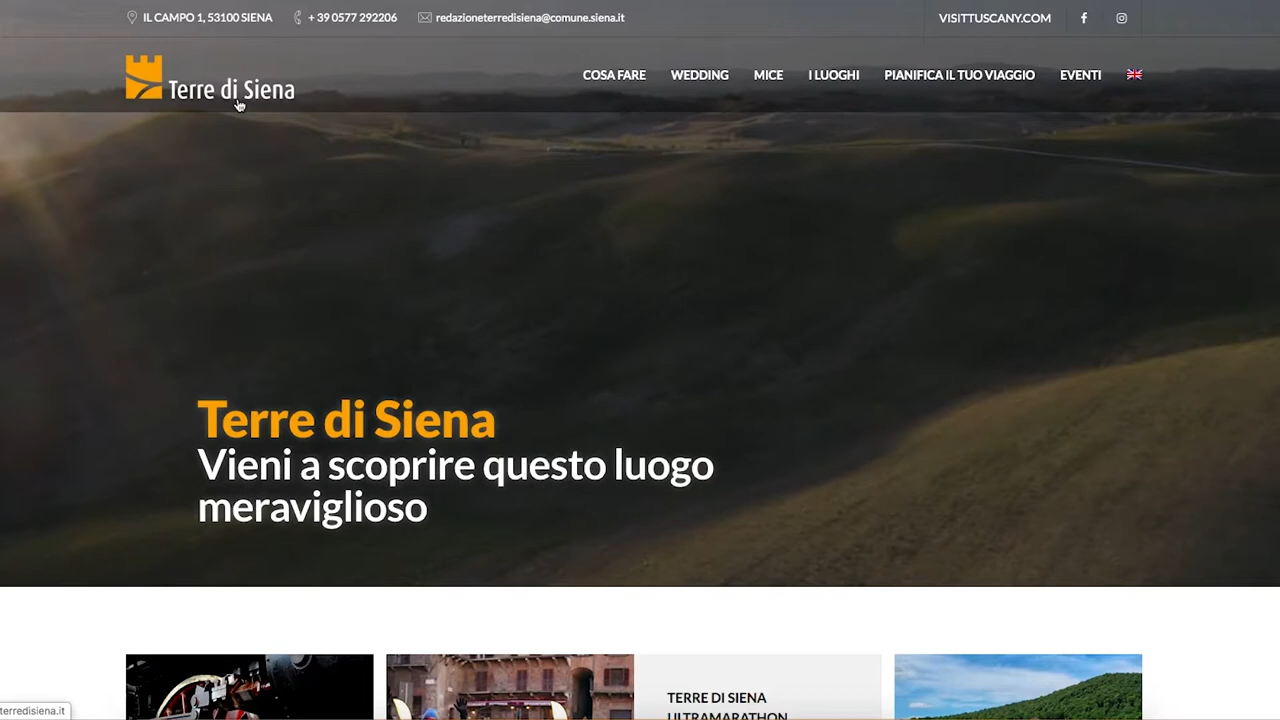 IL CAMPO 1, 53100 SIENA
+ 39 0577 292206
redazioneterredisiena@comune.siena.it
VISITTUSCANY.COM
Terre di Siena
COSA FARE
WEDDING
MICE
I LUOGHI
PIANIFICA IL TUO VIAGGIO
EVENTI
Terre di Siena
Vieni a scoprire questo luogo
meraviglioso
TERRE DI SIENA
ULTRAMARATHON
terredisiena.it